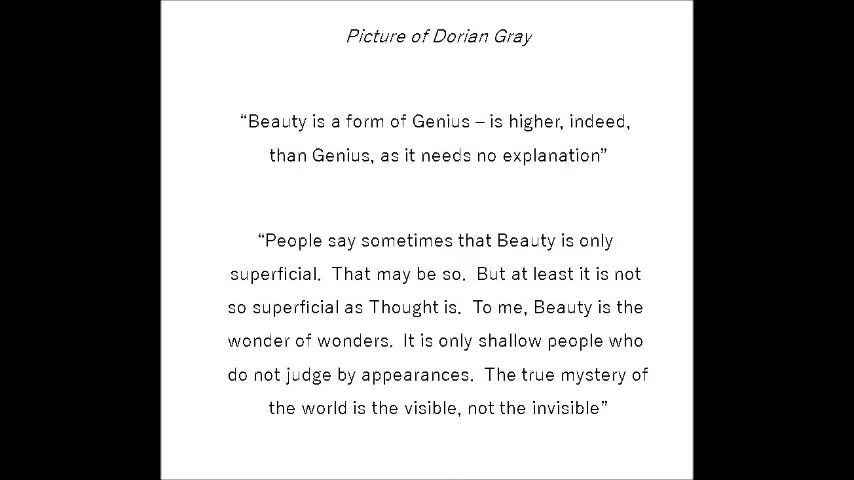 Picture of Dorian Gray
“Beauty is a form of Genius – is higher, indeed,
than Genius, as it needs no explanation”
“People say sometimes that Beauty is only
superficial.  That may be so.  But at least it is not
so superficial as Thought is.  To me, Beauty is the
wonder of wonders.  It is only shallow people who
do not judge by appearances.  The true mystery of
the world is the visible, not the invisible”